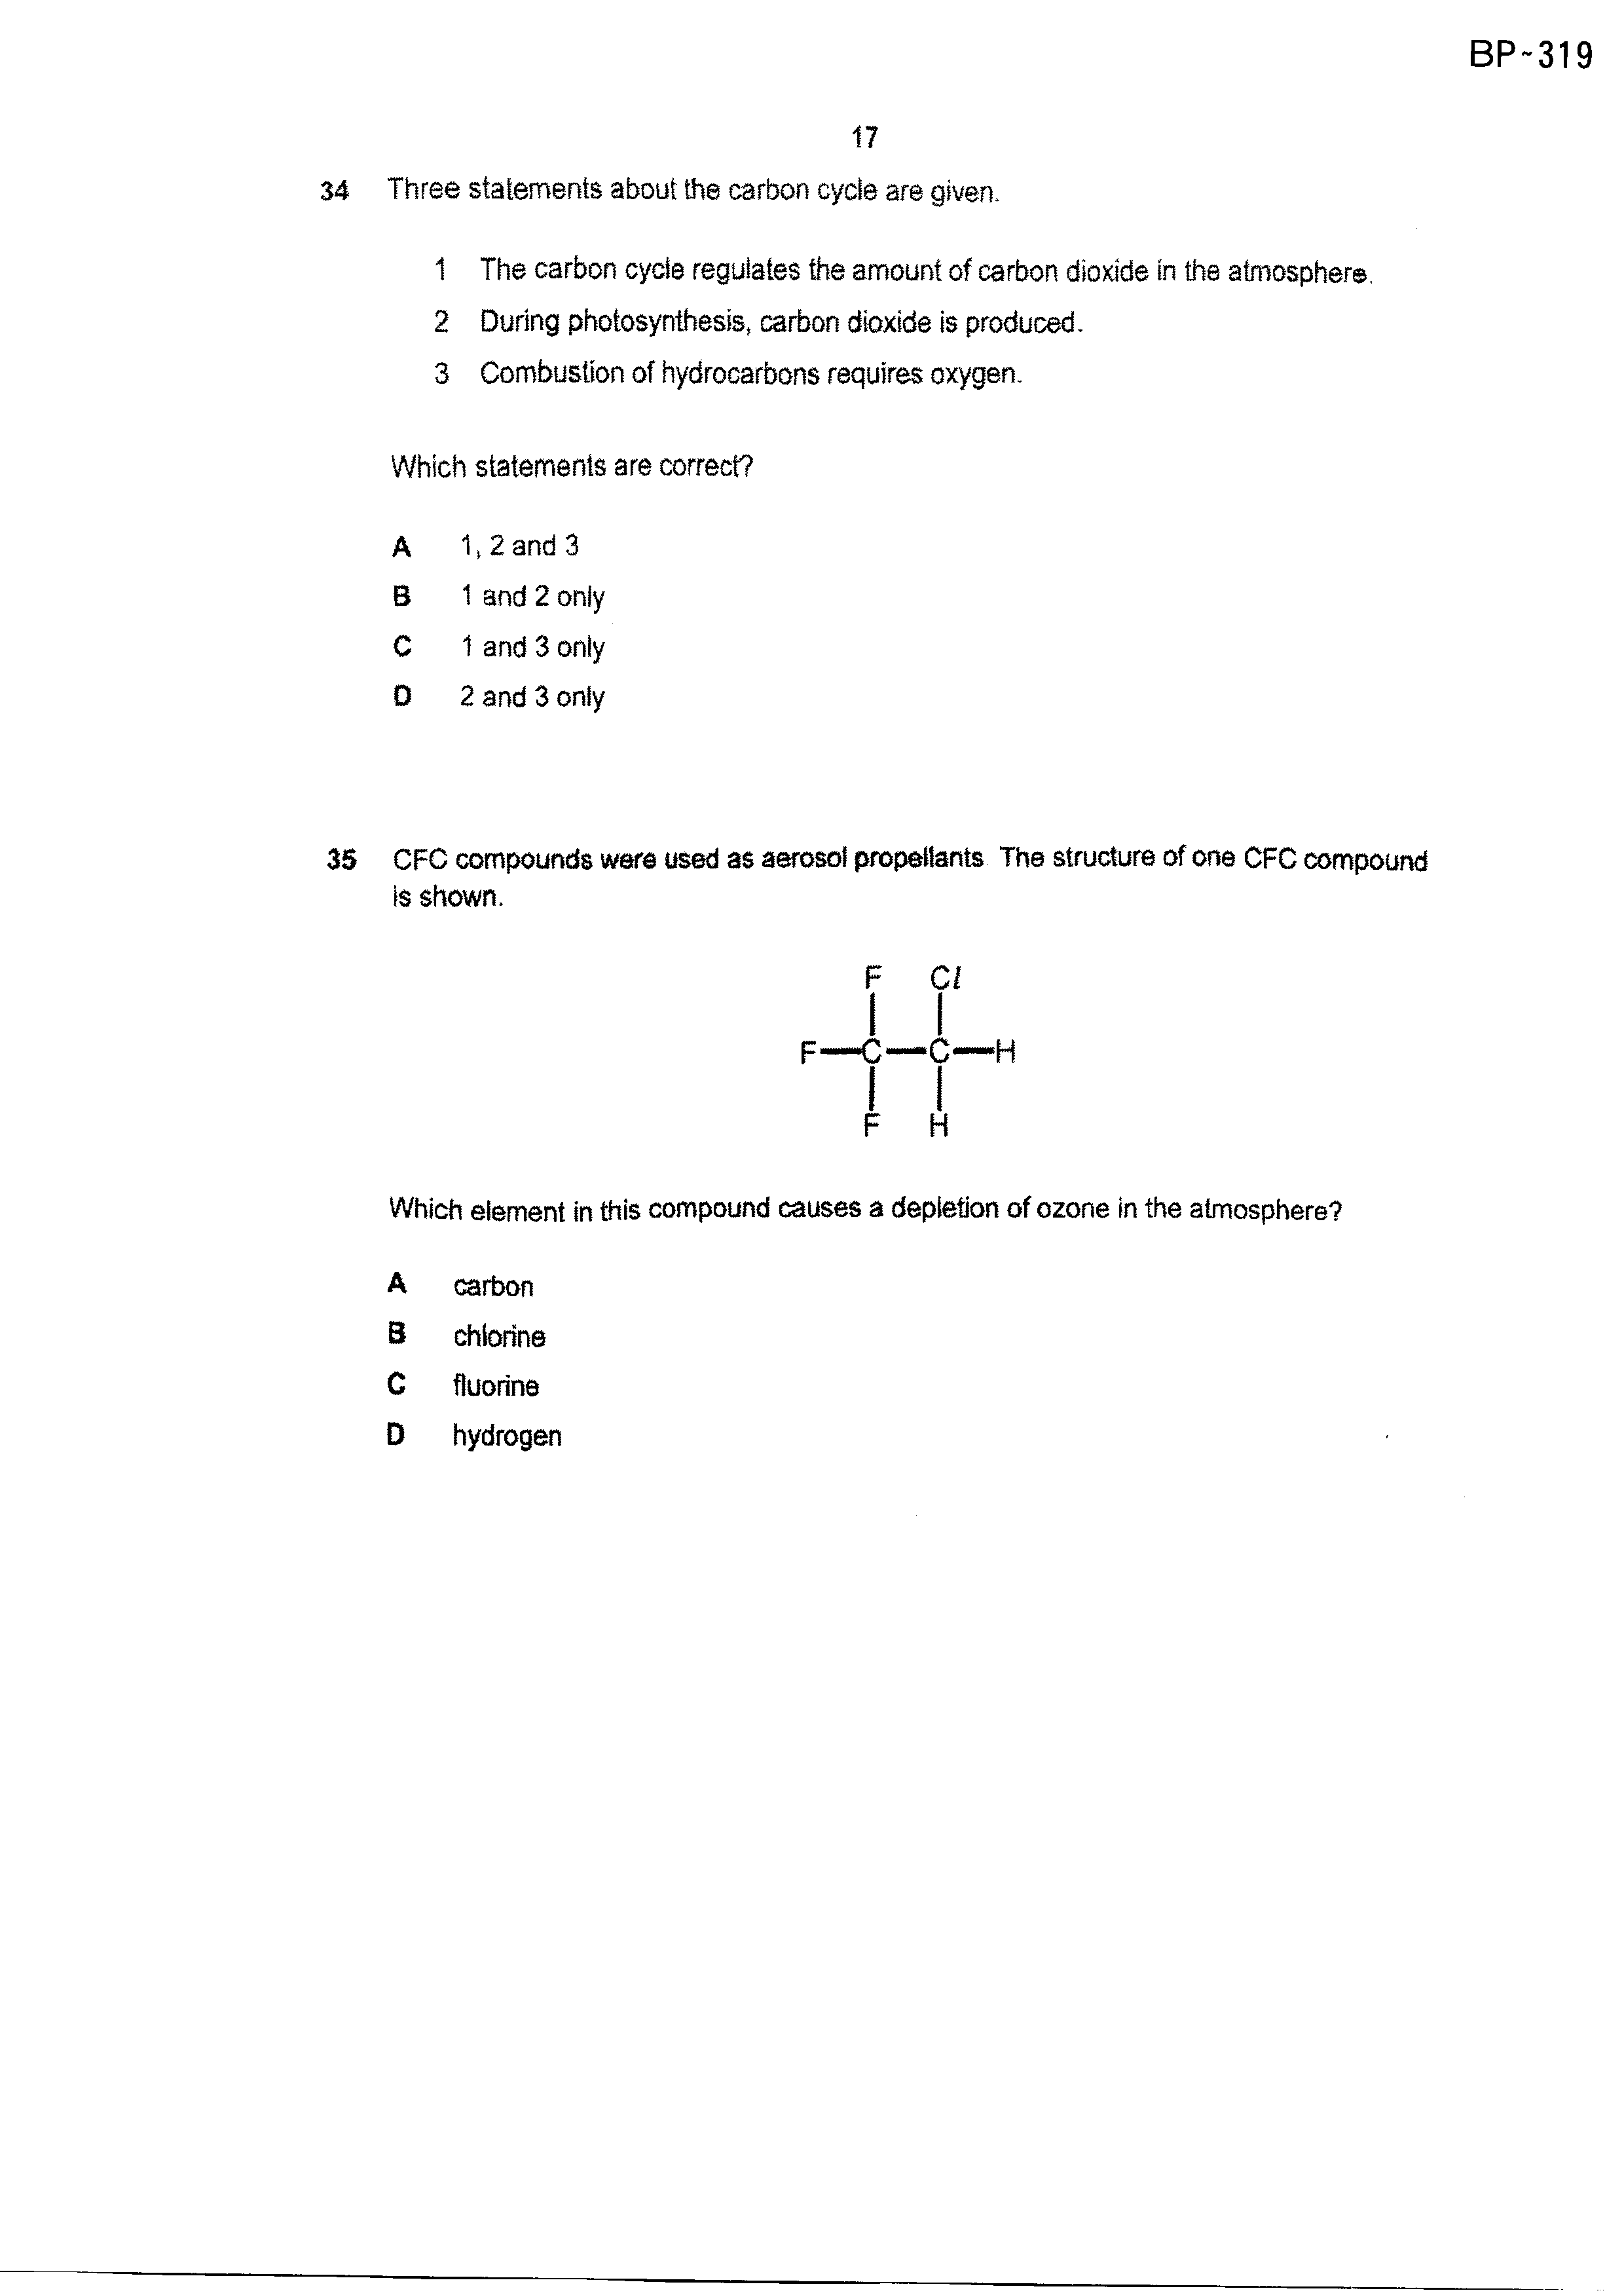 BP~319
17
34 Three statements about the carbon cycle are given.
1 The carbon cycle regulates the amount of carbon dioxide in the atmosphere.
2 During photosynthesis, carbon dioxide is produced.
3 Combustion of hydrocarbons requires oxygen.
Which statements are correct?
A 1, 2 and 3
B 1 and 2 only
C 1 and 3 only
D 2 and 3 only
35 CFC compounds were used as aerosol propellants. The structure of one CFC compound
is shown.
F Cl
F—C—C—H
F H
Which element in this compound causes a depletion of ozone in the atmosphere?
A carbon
B chlorine
C fluorine
D hydrogen